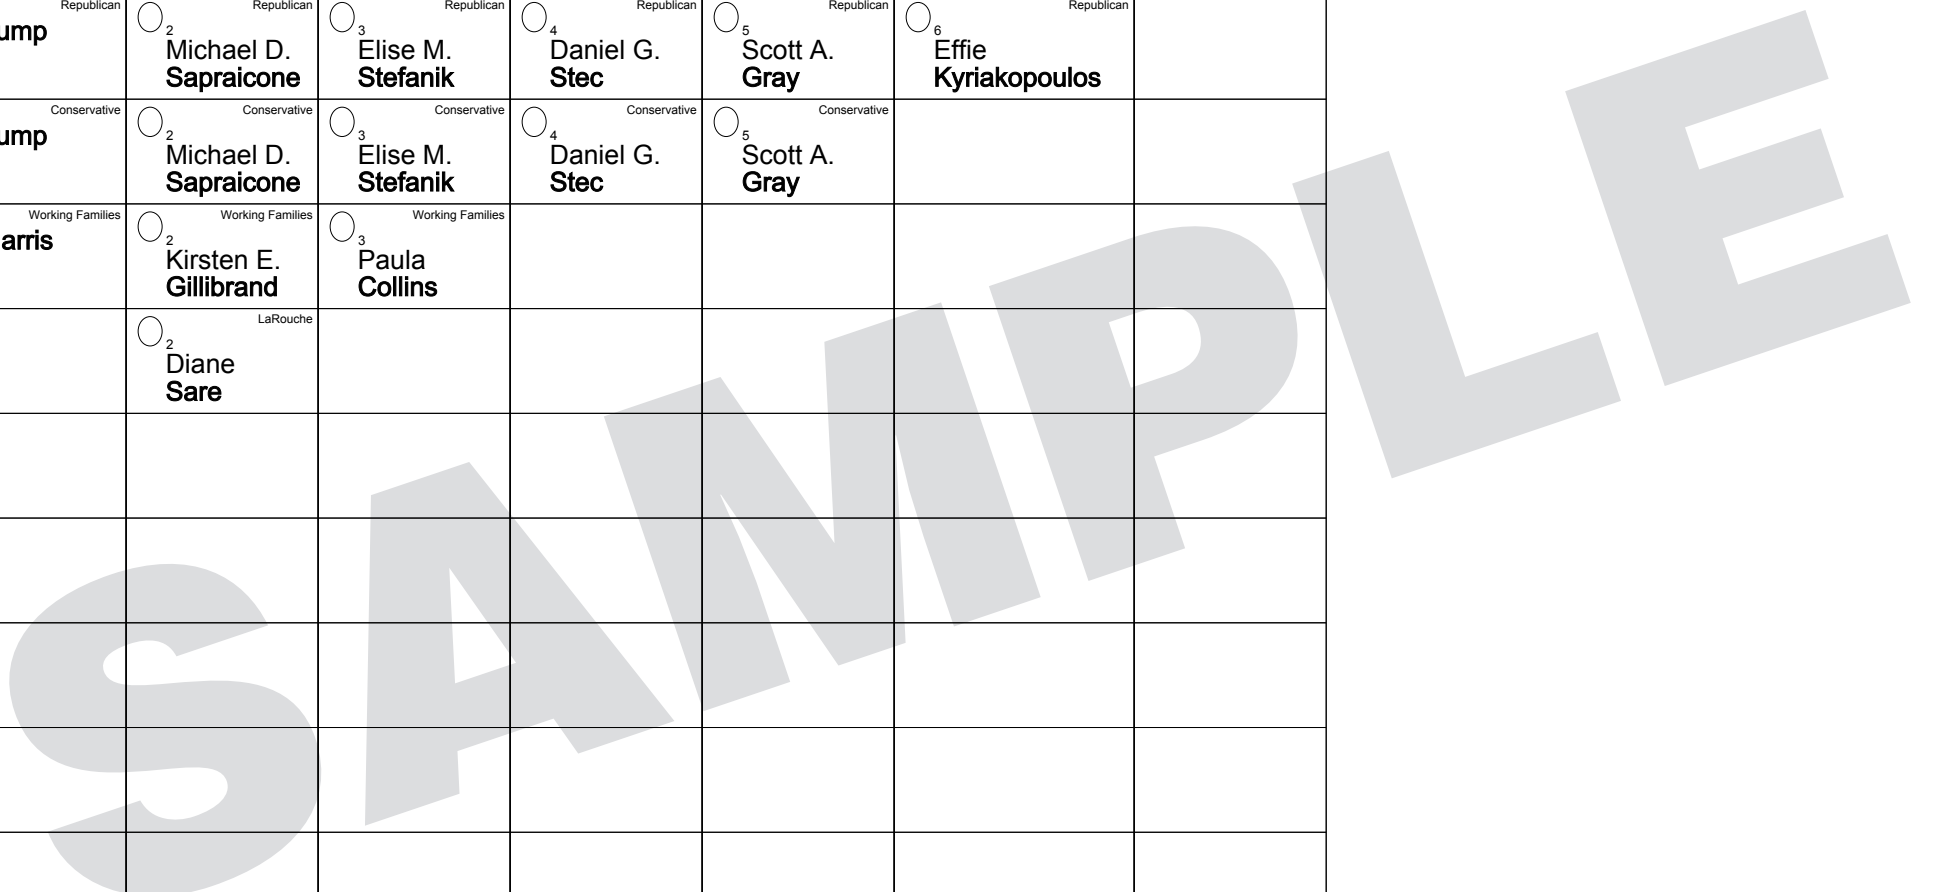 Republican
ump
Republican
2
Michael D.
Sapraicone
Republican
3
Elise M.
Stefanik
Republican
4
Daniel G.
Stec
Republican
5
Scott A.
Gray
Republican
6
Effie
Kyriakopoulos
Conservative
ump
Conservative
2
Michael D.
Sapraicone
Conservative
3
Elise M.
Stefanik
Conservative
4
Daniel G.
Stec
Conservative
5
Scott A.
Gray
Working Families
arris
Working Families
2
Kirsten E.
Gillibrand
Working Families
3
Paula
Collins
LaRouche
2
Diane
Sare
SAMPLE